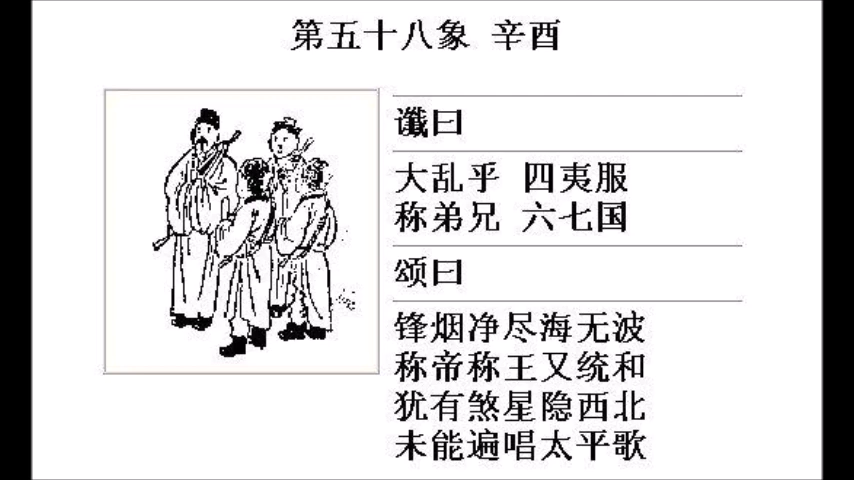 第五十八象 辛酉
谶曰
大乱乎 四夷服
称弟兄 六七国
颂曰
锋烟净尽海无波
称帝称王又统和
犹有煞星隐西北
未能遍唱太平歌